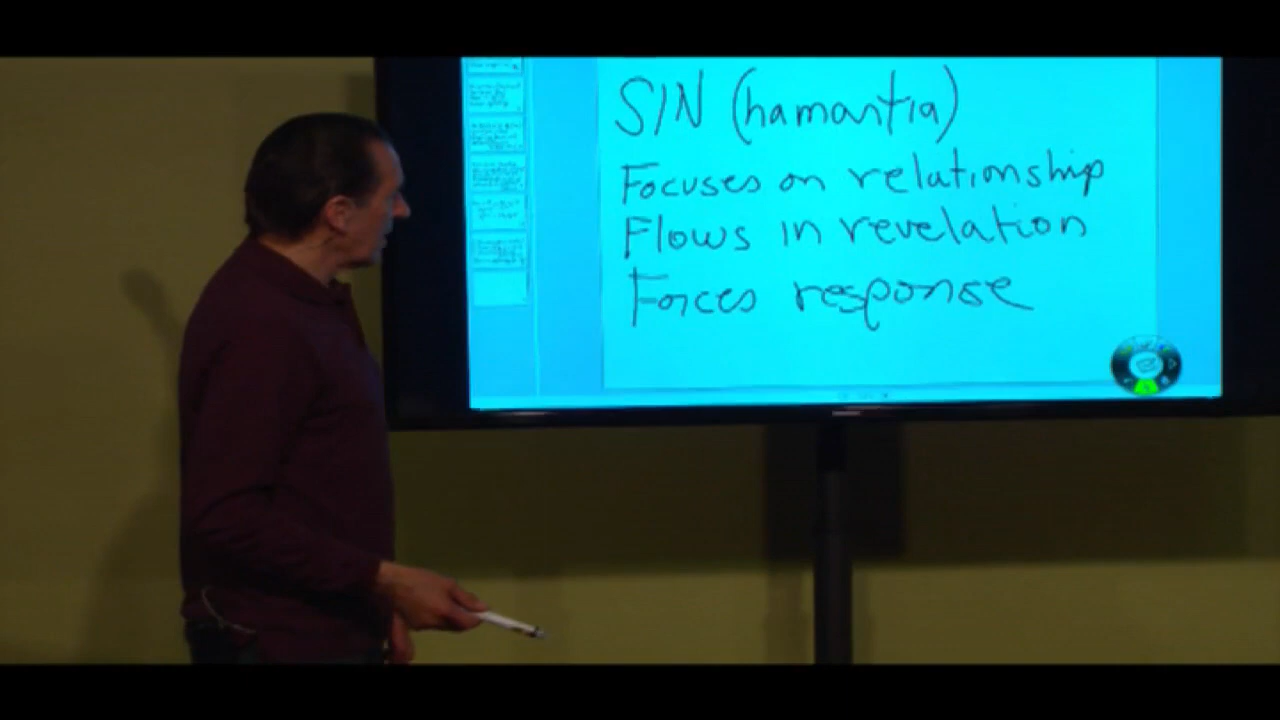 SIN (hamartia)
Focuses on relationship
Flows in revelation
Forces response